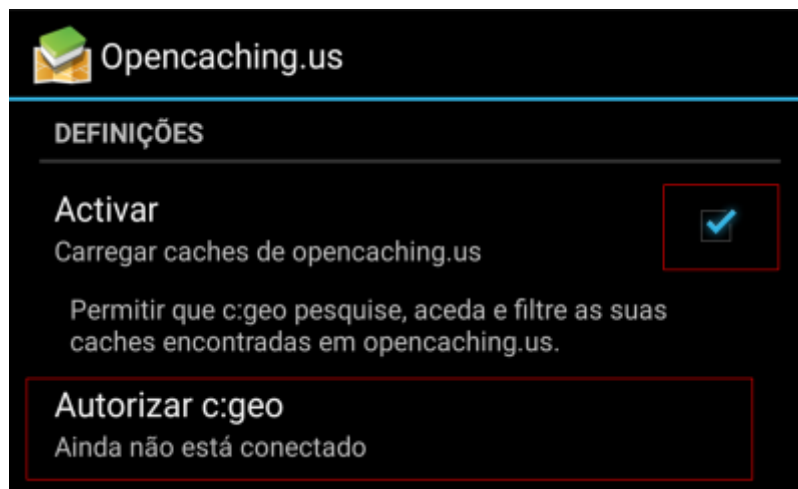 Opencaching.us
DEFINIÇÕES
Activar
Carregar caches de opencaching.us
Permitir que c:geo pesquise, aceda e filtre as suas
caches encontradas em opencaching.us.
Autorizar c:geo
Ainda não está conectado